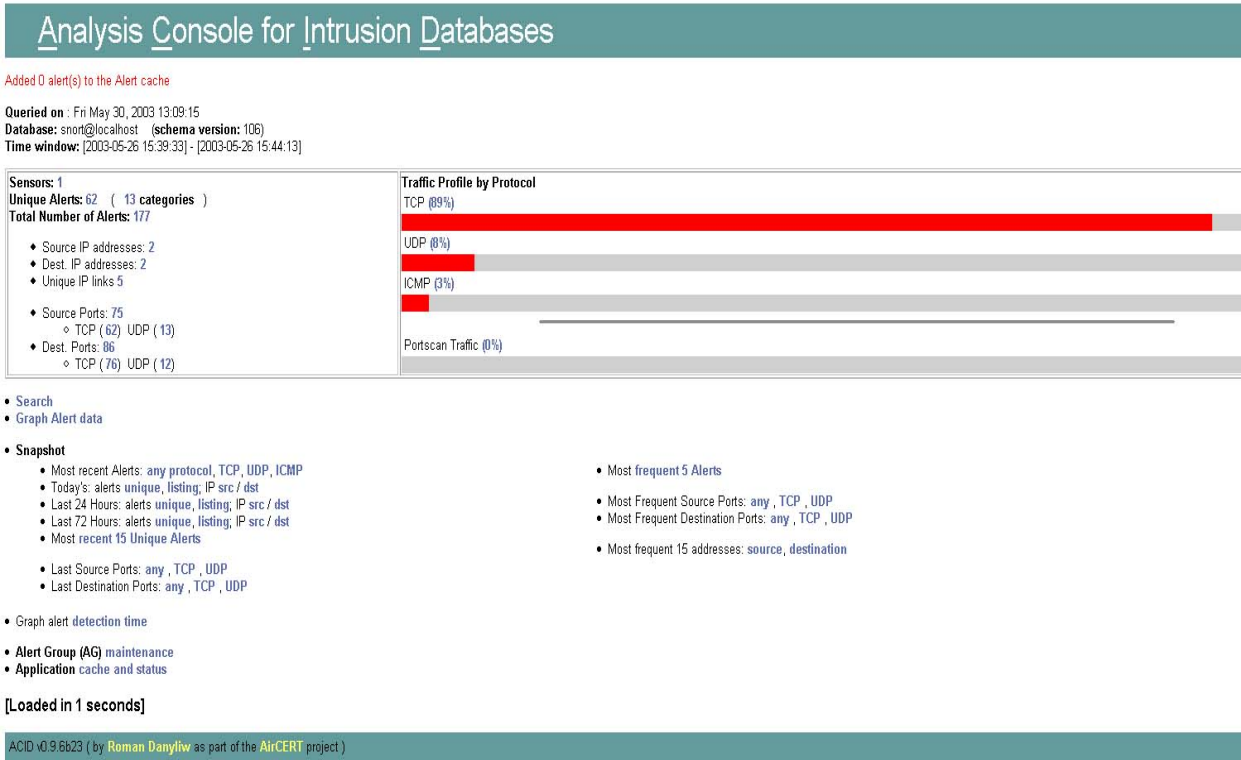 Analysis Console for Intrusion Databases
Added 0 alert(s) to the Alert cache
Queried on : Fri May 30, 2003 13:09:15
Database: snort@localhost (schema version: 106)
Time window: [2003-05-26 15:39:33] - [2003-05-26 15:44:13]
Sensors: 1
Unique Alerts: 62 ( 13 categories )
Total Number of Alerts: 177
Source IP addresses: 2
Dest. IP addresses: 2
Unique IP links 5
Source Ports: 75
TCP ( 62) UDP ( 13)
Dest. Ports: 86
TCP ( 76) UDP ( 12)
Traffic Profile by Protocol
TCP (89%)
UDP (8%)
ICMP (3%)
Portscan Traffic (0%)
Search
Graph Alert data
Snapshot
Most recent Alerts: any protocol, TCP, UDP, ICMP
Today's: alerts unique, listing; IP src / dst
Last 24 Hours: alerts unique, listing; IP src / dst
Last 72 Hours: alerts unique, listing; IP src / dst
Most recent 15 Unique Alerts
Last Source Ports: any , TCP , UDP
Last Destination Ports: any , TCP , UDP
Most frequent 5 Alerts
Most Frequent Source Ports: any , TCP , UDP
Most Frequent Destination Ports: any , TCP , UDP
Most frequent 15 addresses: source, destination
Graph alert detection time
Alert Group (AG) maintenance
Application cache and status
[Loaded in 1 seconds]
ACID v0.9.6b23 ( by Roman Danyliw as part of the AirCERT project )